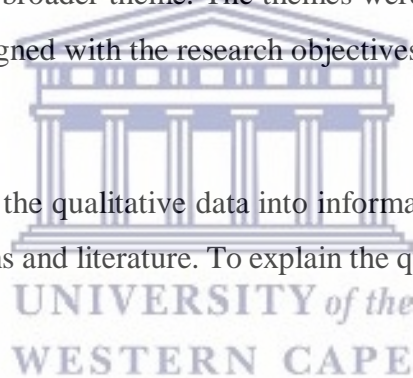 broader theme. The themes were
gned with the research objectives
the qualitative data into informa
ns and literature. To explain the q
UNIVERSITY of the
WESTERN CAPE